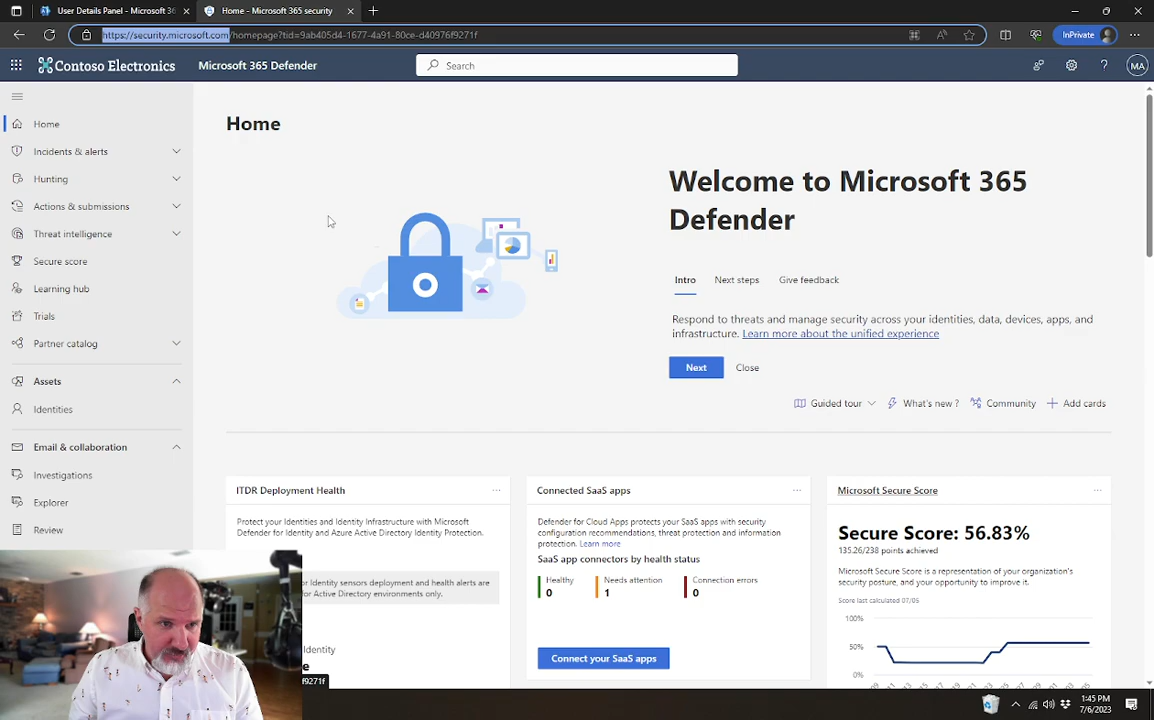 User Details Panel - Microsoft 36
Home - Microsoft 365 security
https://security.microsoft.com/homepage?tid=9ab405d4-1677-4a91-80ce-d40976f9271f
InPrivate
Contoso Electronics
Microsoft 365 Defender
Search
MA
Home
Incidents & alerts
Hunting
Actions & submissions
Threat intelligence
Secure score
Learning hub
Trials
Partner catalog
Assets
Identities
Email & collaboration
Investigations
Explorer
Review
Home
Welcome to Microsoft 365
Defender
Intro Next steps Give feedback
Respond to threats and manage security across your identities, data, devices, apps, and
infrastructure. Learn more about the unified experience
Next Close
Guided tour What's new ? Community Add cards
ITDR Deployment Health
Protect your Identities and Identity Infrastructure with Microsoft
Defender for Identity and Azure Active Directory Identity Protection.
or Identity sensors deployment and health alerts are
for Active Directory environments only.
Identity
9271f
Connected SaaS apps
Defender for Cloud Apps protects your SaaS apps with security
configuration recommendations, threat protection and information
protection. Learn more
SaaS app connectors by health status
Healthy Needs attention Connection errors
0 1 0
Connect your SaaS apps
Microsoft Secure Score
Secure Score: 56.83%
135.26/238 points achieved
Microsoft Secure Score is a representation of your organization's
security posture, and your opportunity to improve it.
Score last calculated 07/05
100%
50%
0%
1:45 PM
7/6/2023